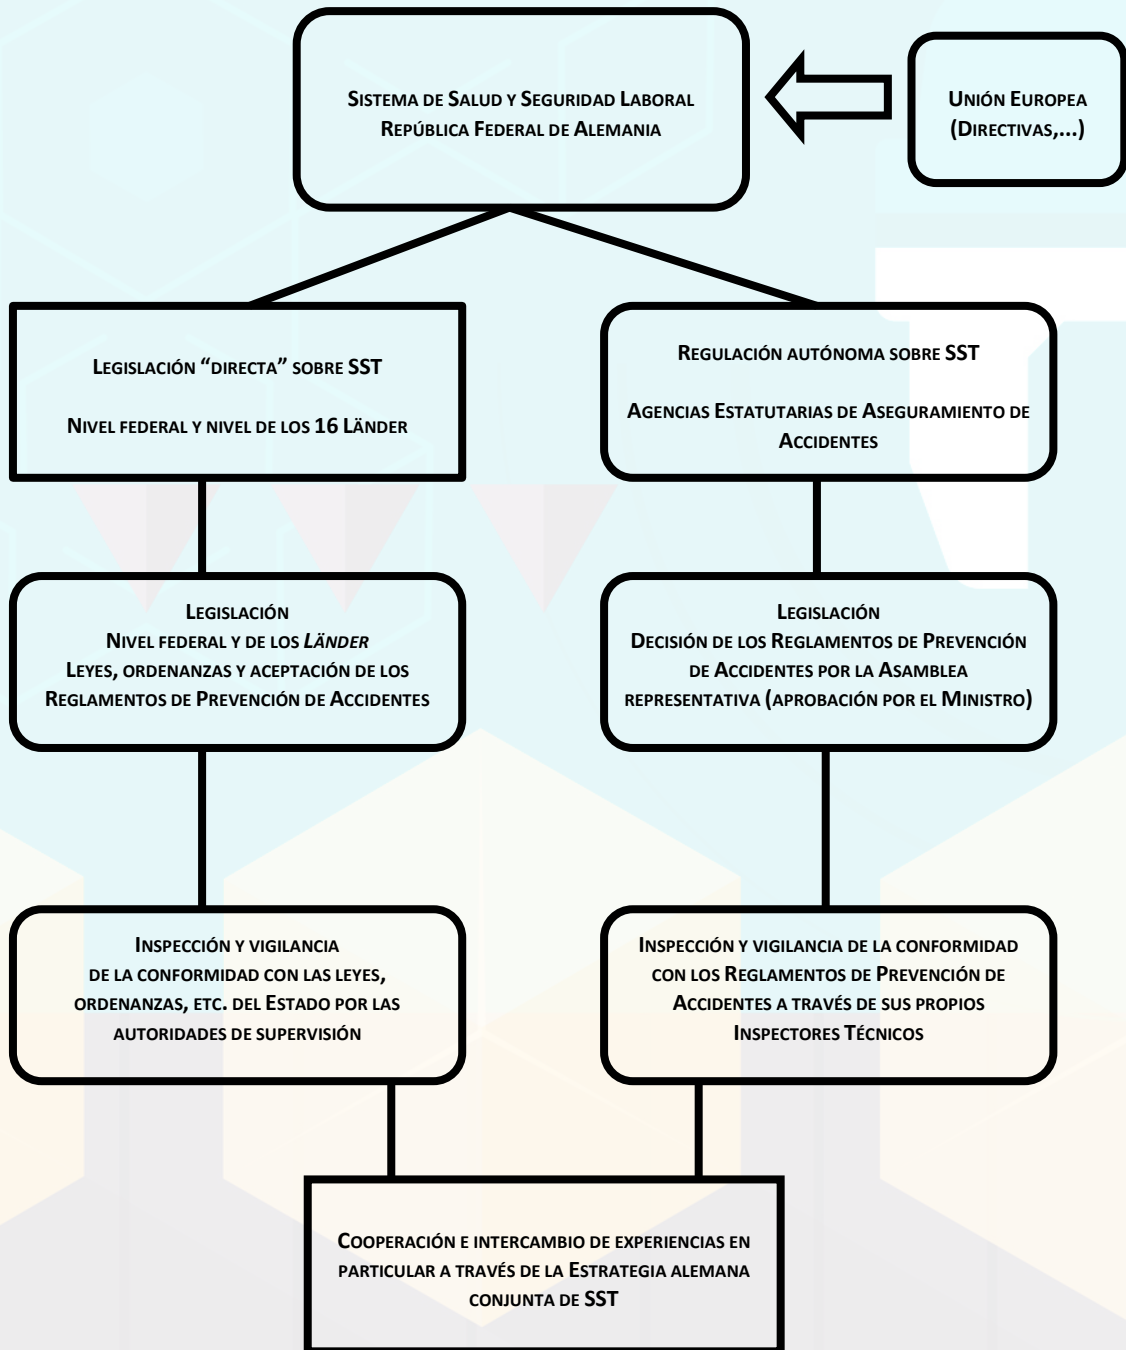 Sistema de Salud y Seguridad Laboral
República Federal de Alemania
Unión Europea
(Directivas,...)
Legislación “directa” sobre SST
Nivel federal y nivel de los 16 Länder
Regulación autónoma sobre SST
Agencias Estatutarias de Aseguramiento de
Accidentes
Legislación
Nivel federal y de los Länder
Leyes, ordenanzas y aceptación de los
Reglamentos de Prevención de Accidentes
Legislación
Decisión de los Reglamentos de Prevención
de Accidentes por la Asamblea
representativa (aprobación por el Ministro)
Inspección y vigilancia
de la conformidad con las leyes,
ordenanzas, etc. del Estado por las
autoridades de supervisión
Inspección y vigilancia de la conformidad
con los Reglamentos de Prevención de
Accidentes a través de sus propios
Inspectores Técnicos
Cooperación e intercambio de experiencias en
particular a través de la Estrategia alemana
conjunta de SST